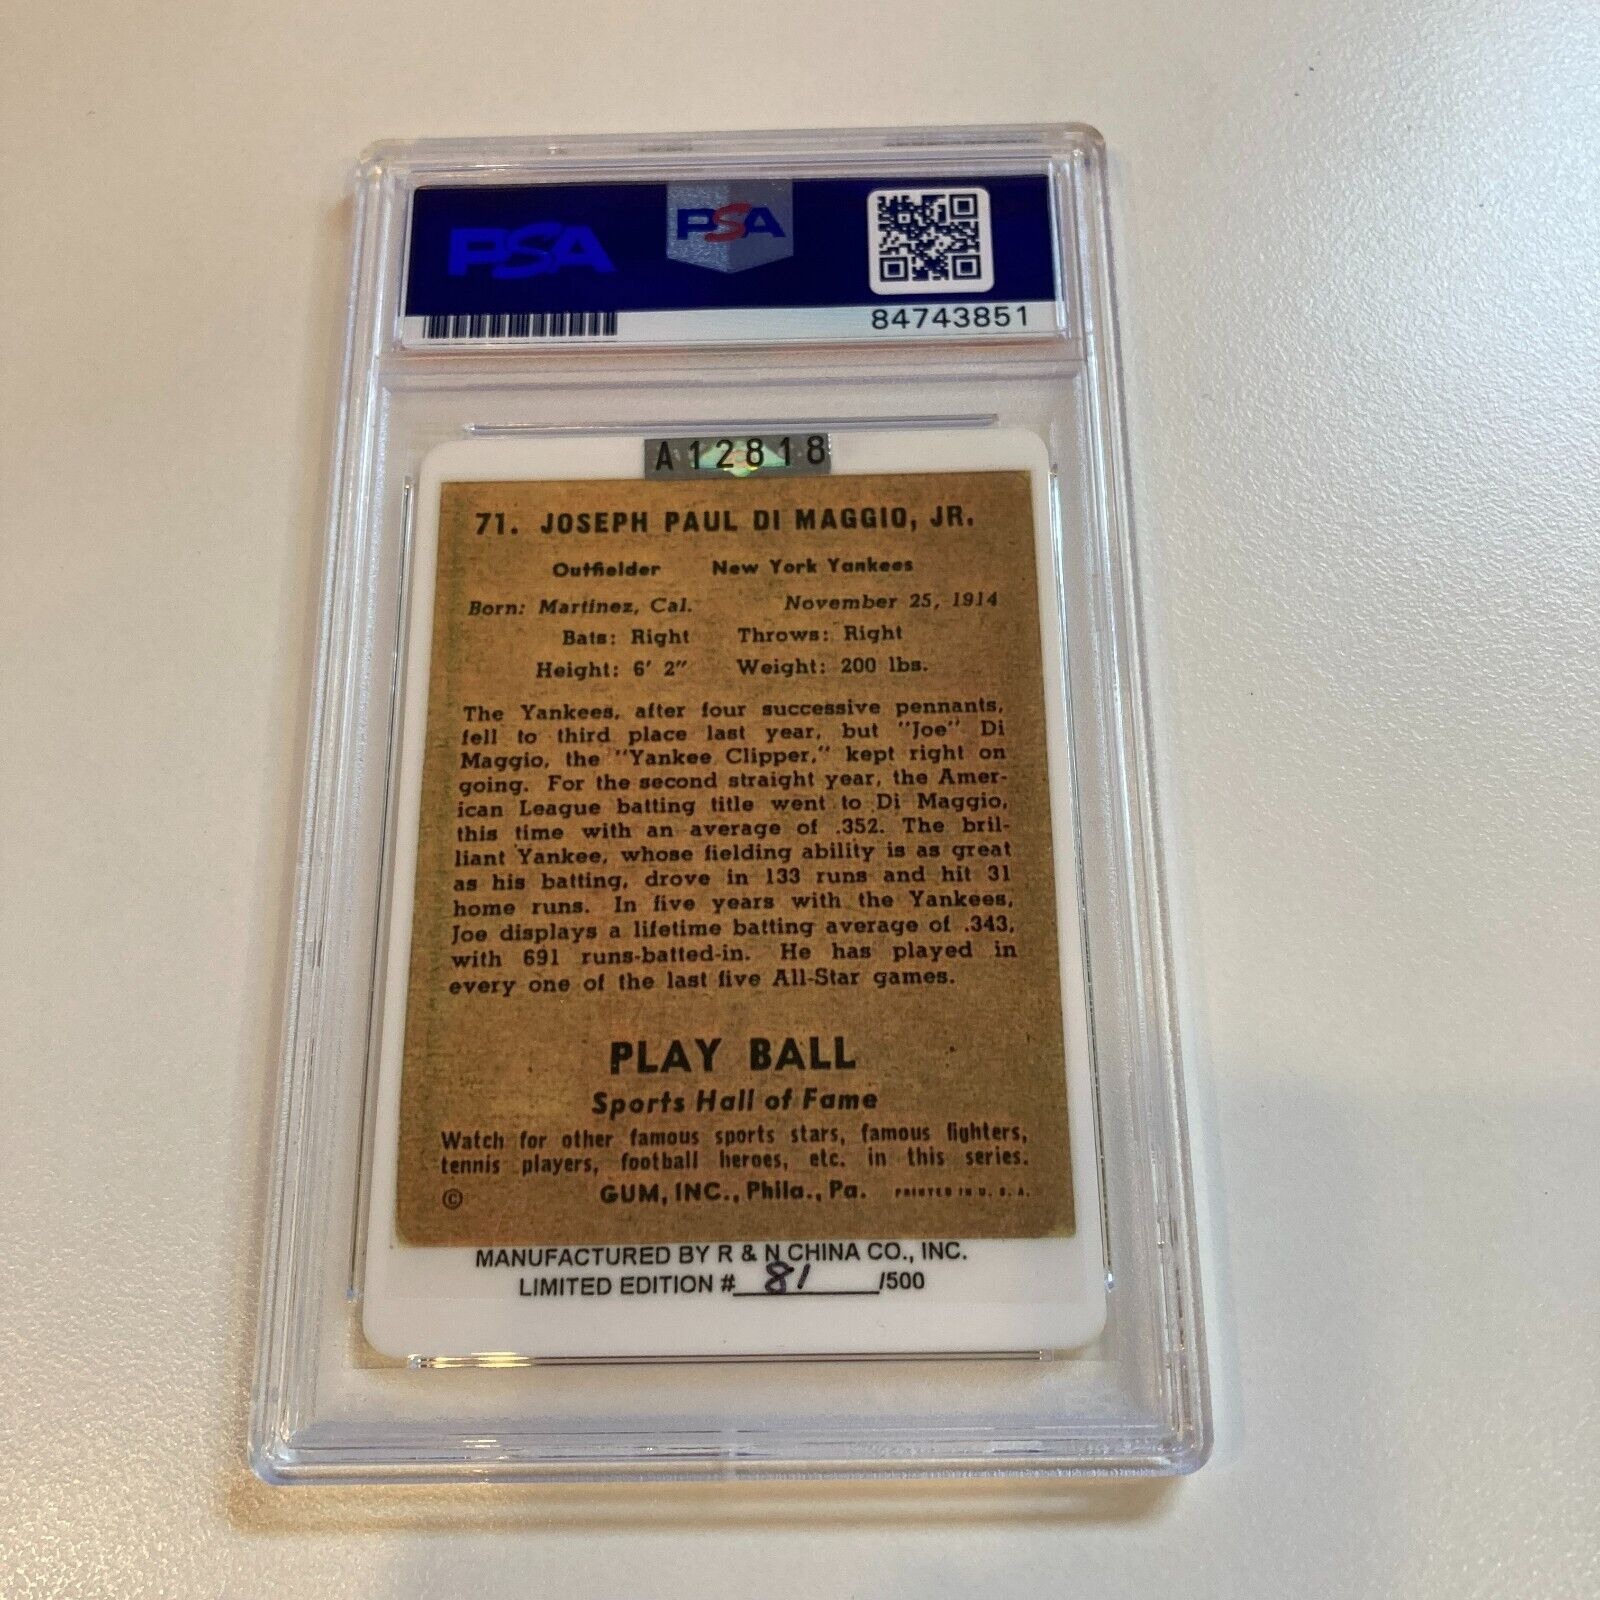 PSA
PSA
84743851
A12818
71. JOSEPH PAUL DI MAGGIO, JR.
Outfielder New York Yankees
Born: Martinez, Cal. November 25, 1914
Bats: Right Throws: Right
Height: 6' 2" Weight: 200 lbs.
The Yankees, after four successive pennants,
fell to third place last year, but "Joe" Di
Maggio, the "Yankee Clipper," kept right on
going. For the second straight year, the Amer-
ican League batting title went to Di Maggio,
this time with an average of .352. The bril-
liant Yankee, whose fielding ability is as great
as his batting, drove in 133 runs and hit 31
home runs. In five years with the Yankees,
Joe displays a lifetime batting average of .343,
with 691 runs-batted-in. He has played in
every one of the last five All-Star games.
PLAY BALL
Sports Hall of Fame
Watch for other famous sports stars, famous fighters,
tennis players, football heroes, etc. in this series.
© GUM, INC., Phila., Pa. PRINTED IN U. S. A.
MANUFACTURED BY R & N CHINA CO., INC.
LIMITED EDITION # 81 /500